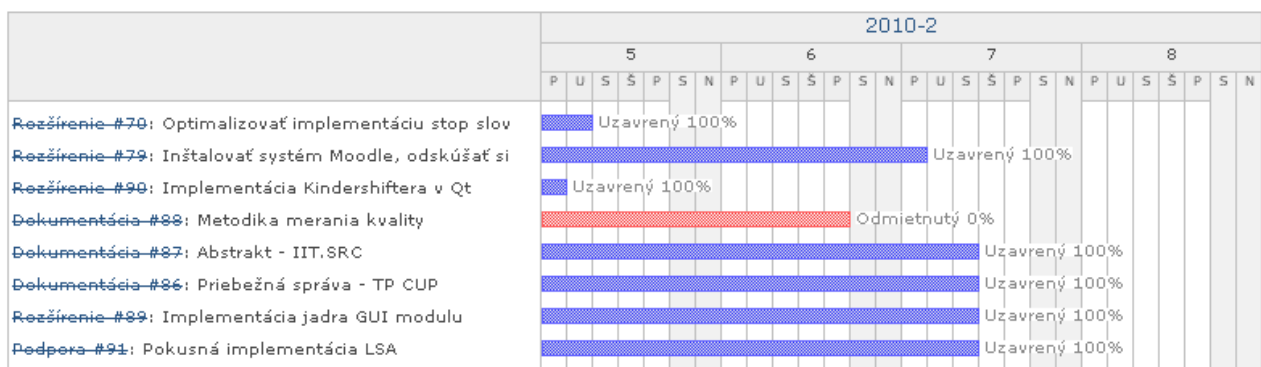 2010-2
5 6 7 8
P U S Š P S N P U S Š P S N P U S Š P S N P U S Š P S N
Rozšírenie #70: Optimalizovať implementáciu stop slov Uzavrený 100%
Rozšírenie #79: Inštalovať systém Moodle, odskúšať si Uzavrený 100%
Rozšírenie #90: Implementácia Kindershiftera v Qt Uzavrený 100%
Dokumentácia #88: Metodika merania kvality Odmietnutý 0%
Dokumentácia #87: Abstrakt - IIT.SRC Uzavrený 100%
Dokumentácia #86: Priebežná správa - TP CUP Uzavrený 100%
Rozšírenie #89: Implementácia jadra GUI modulu Uzavrený 100%
Podpora #91: Pokusná implementácia LSA Uzavrený 100%